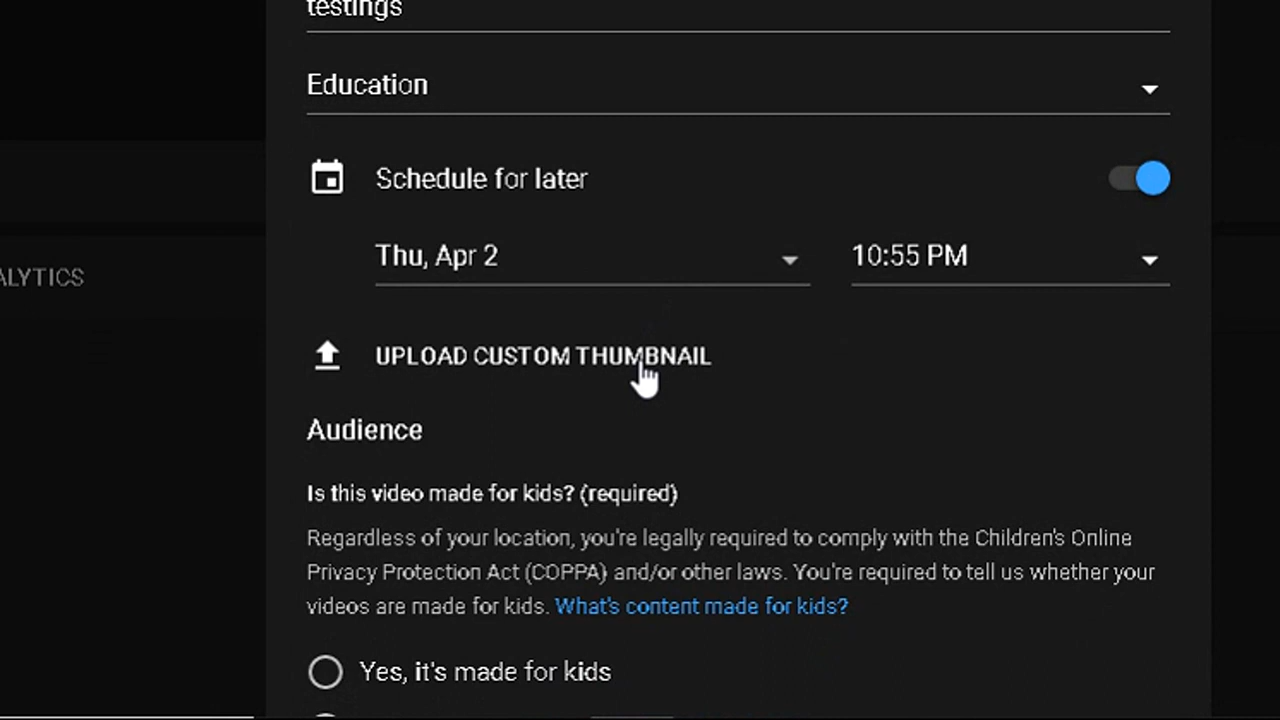 testings
Education
Schedule for later
Thu, Apr 2 10:55 PM
ALYTICS
UPLOAD CUSTOM THUMBNAIL
Audience
Is this video made for kids? (required)
Regardless of your location, you're legally required to comply with the Children's Online
Privacy Protection Act (COPPA) and/or other laws. You're required to tell us whether your
videos are made for kids. What's content made for kids?
Yes, it's made for kids